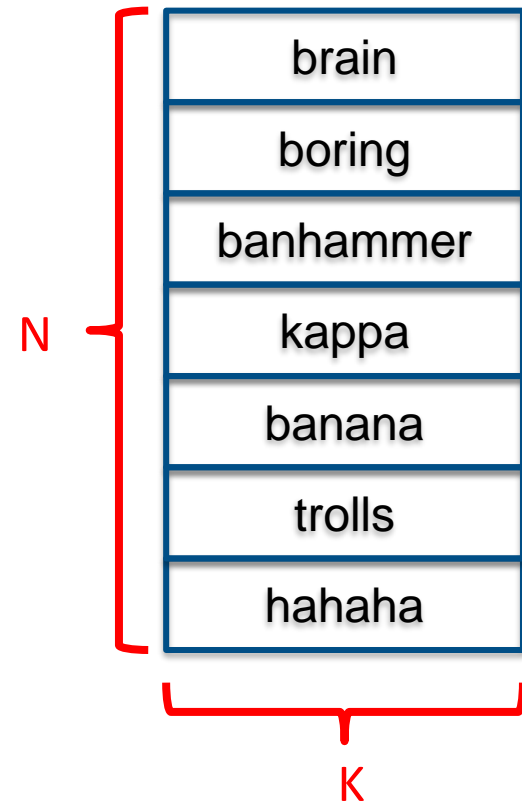 brain
boring
banhammer
N
kappa
banana
trolls
hahaha
K